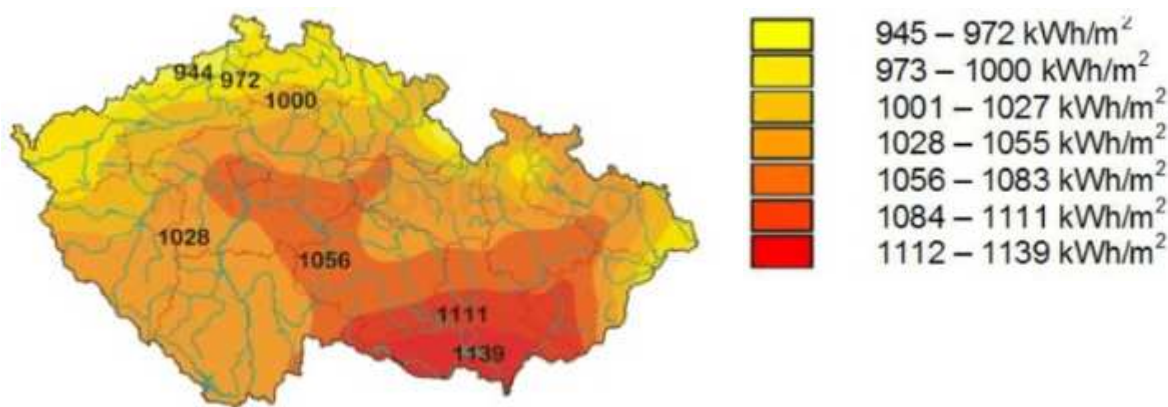 944
972
1000
1028
1056
1111
1139
945 – 972 kWh/m²
973 – 1000 kWh/m²
1001 – 1027 kWh/m²
1028 – 1055 kWh/m²
1056 – 1083 kWh/m²
1084 – 1111 kWh/m²
1112 – 1139 kWh/m²